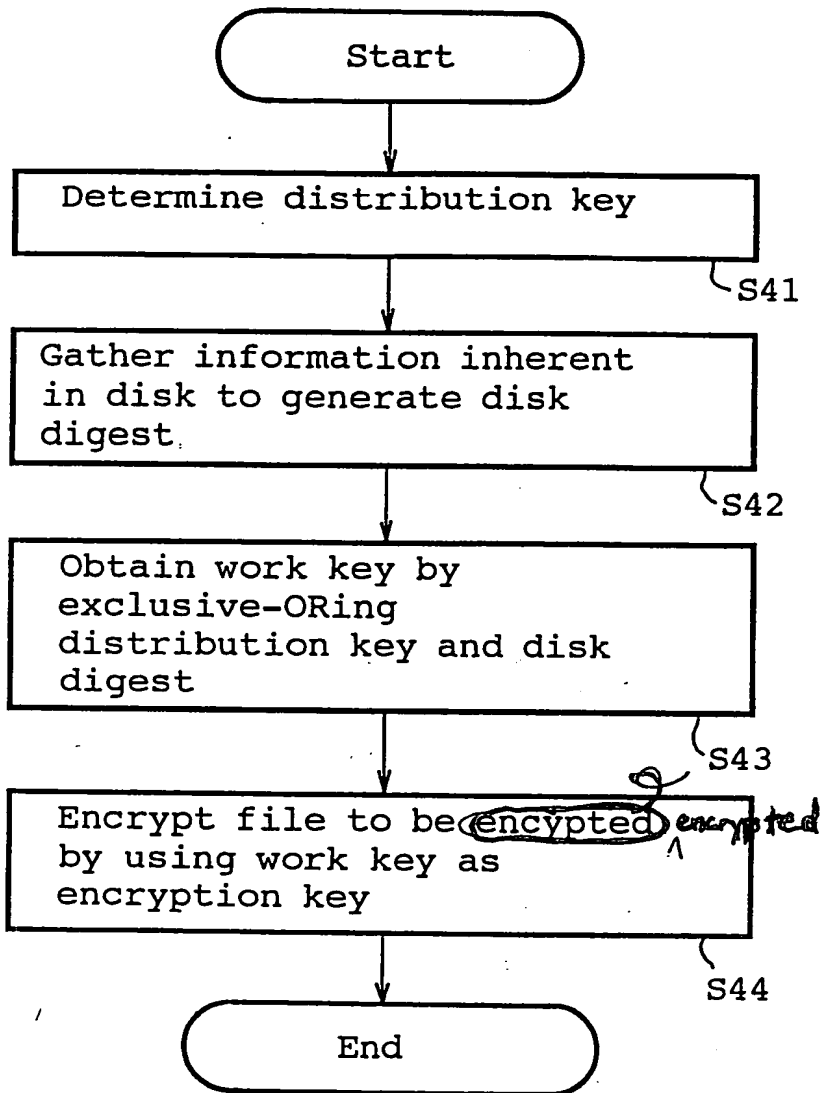 Start
Determine distribution key
S41
Gather information inherent
in disk to generate disk
digest
S42
Obtain work key by
exclusive-ORing
distribution key and disk
digest
S43
Encrypt file to be encypted encrypted
by using work key as
encryption key
S44
End